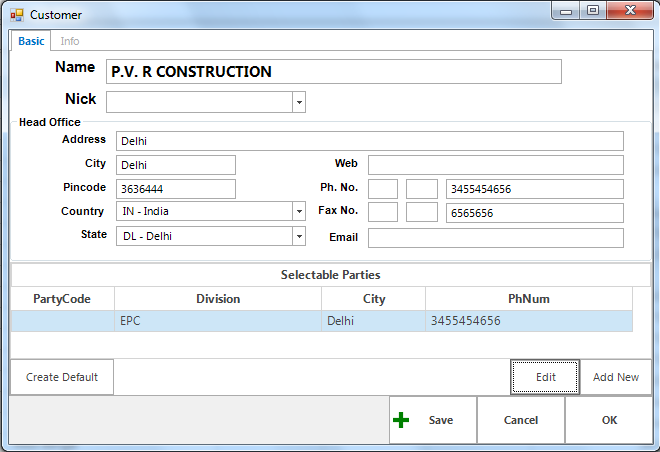 Customer
Basic Info
Name P.V. R CONSTRUCTION
Nick
Head Office
Address Delhi
City Delhi Web
Pincode 3636444 Ph. No. 3455454656
Country IN - India Fax No. 6565656
State DL - Delhi Email
Selectable Parties
PartyCode Division City PhNum
EPC Delhi 3455454656
Create Default Edit Add New
Save Cancel OK